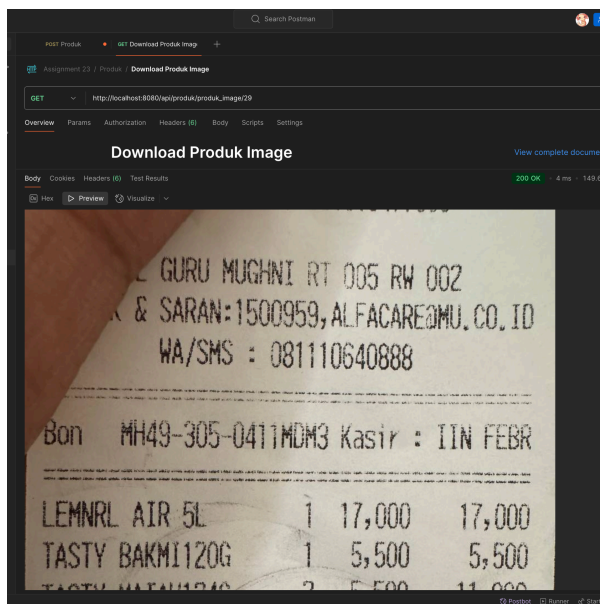 Search Postman
POST Produk
GET Download Produk Imag
Assignment 23 / Produk / Download Produk Image
GET http://localhost:8080/api/produk/produk_image/29
Overview Params Authorization Headers (6) Body Scripts Settings
Download Produk Image
View complete docume
Body Cookies Headers (6) Test Results
200 OK 4 ms 149.6
Hex Preview Visualize
GURU MUGHNI RT 005 RW 002
& SARAN:1500959,ALFACARE@MU.CO.ID
WA/SMS : 081110640888
Bon MH49-305-0411MDM3 Kasir : IIN FEBR
LEMNRL AIR 5L 1 17,000 17,000
TASTY BAKMI120G 1 5,500 5,500
Postbot Runner Start